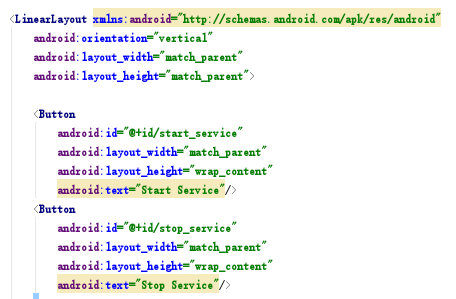 <LinearLayout xmlns:android="http://schemas.android.com/apk/res/android"
android:orientation="vertical"
android:layout_width="match_parent"
android:layout_height="match_parent">
<Button
android:id="@+id/start_service"
android:layout_width="match_parent"
android:layout_height="wrap_content"
android:text="Start Service"/>
<Button
android:id="@+id/stop_service"
android:layout_width="match_parent"
android:layout_height="wrap_content"
android:text="Stop Service"/>